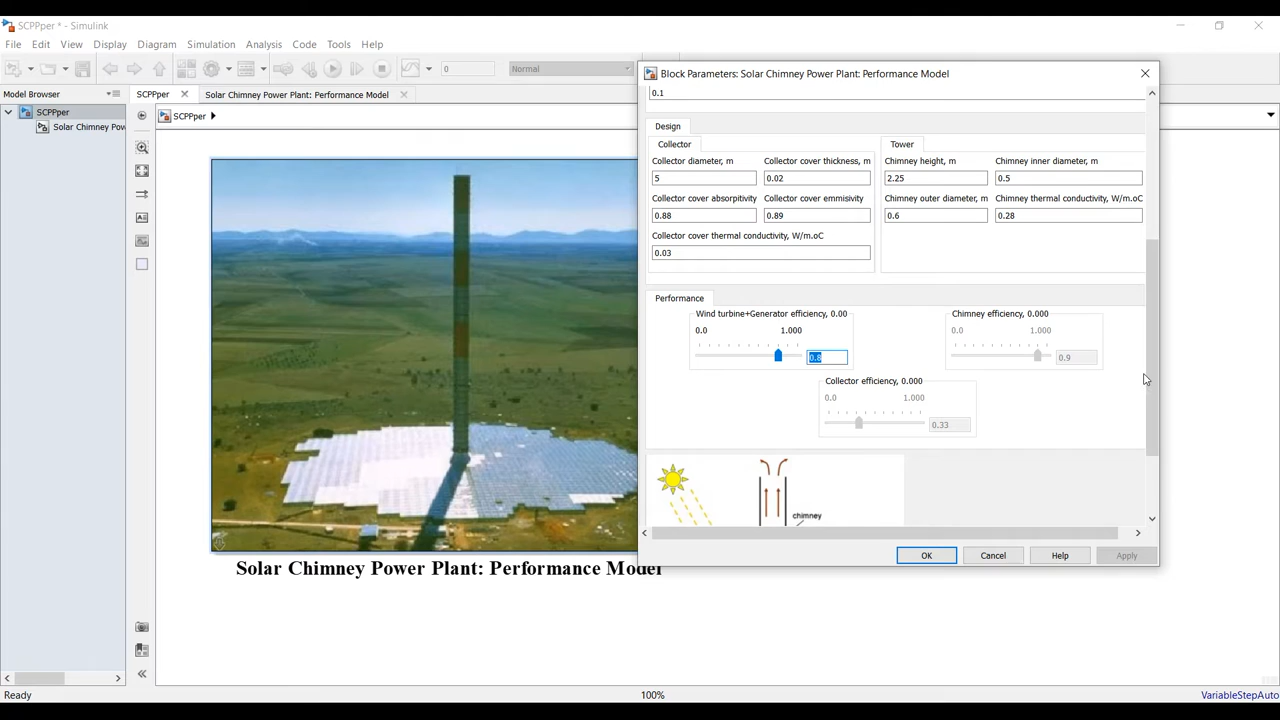 SCPPper * - Simulink
File Edit View Display Diagram Simulation Analysis Code Tools Help
0 Normal
Model Browser
SCPPper
Solar Chimney Power Plant: Performance Model
SCPPper
Solar Chimney Pow
SCPPper
Block Parameters: Solar Chimney Power Plant: Performance Model
0.1
Design
Collector
Tower
Collector diameter, m Collector cover thickness, m Chimney height, m Chimney inner diameter, m
5 0.02 2.25 0.5
Collector cover absorpitivity Collector cover emmisivity Chimney outer diameter, m Chimney thermal conductivity, W/m.oC
0.88 0.89 0.6 0.28
Collector cover thermal conductivity, W/m.oC
0.03
Performance
Wind turbine+Generator efficiency, 0.00 Chimney efficiency, 0.000
0.0 1.000 0.0 1.000
0.8 0.9
Collector efficiency, 0.000
0.0 1.000
0.33
chimney
OK Cancel Help Apply
Solar Chimney Power Plant: Performance Model
Ready 100% VariableStepAuto